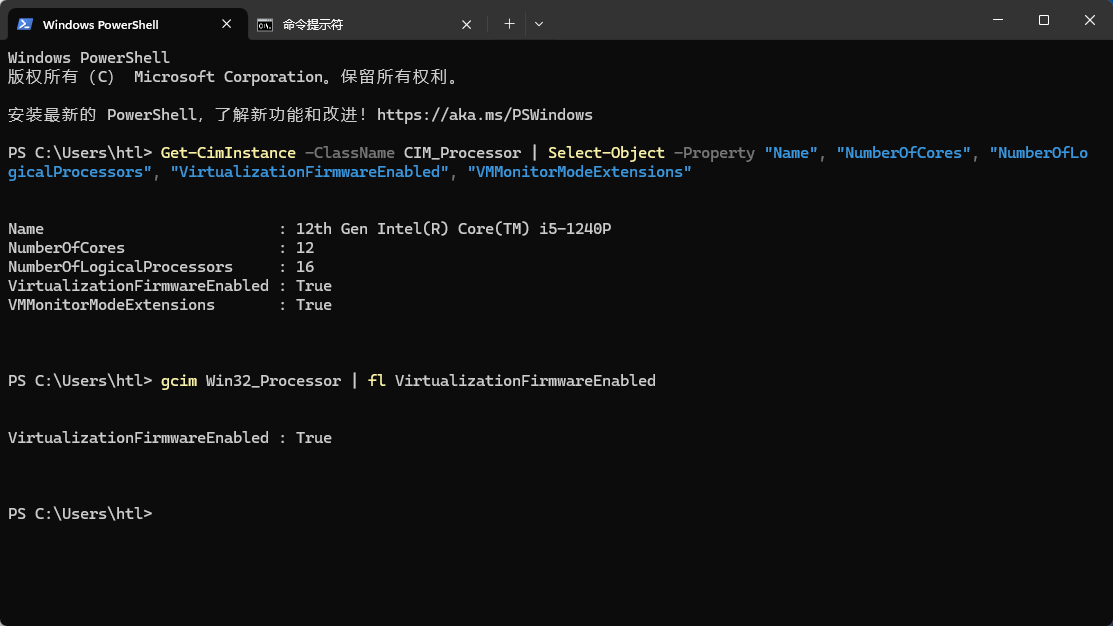 Windows PowerShell
命令提示符
Windows PowerShell
版权所有（C） Microsoft Corporation。保留所有权利。
安装最新的 PowerShell，了解新功能和改进！https://aka.ms/PSWindows
PS C:\Users\htl> Get-CimInstance -ClassName CIM_Processor | Select-Object -Property "Name", "NumberOfCores", "NumberOfLo
gicalProcessors", "VirtualizationFirmwareEnabled", "VMMonitorModeExtensions"
Name                          : 12th Gen Intel(R) Core(TM) i5-1240P
NumberOfCores                 : 12
NumberOfLogicalProcessors     : 16
VirtualizationFirmwareEnabled : True
VMMonitorModeExtensions       : True
PS C:\Users\htl> gcim Win32_Processor | fl VirtualizationFirmwareEnabled
VirtualizationFirmwareEnabled : True
PS C:\Users\htl>